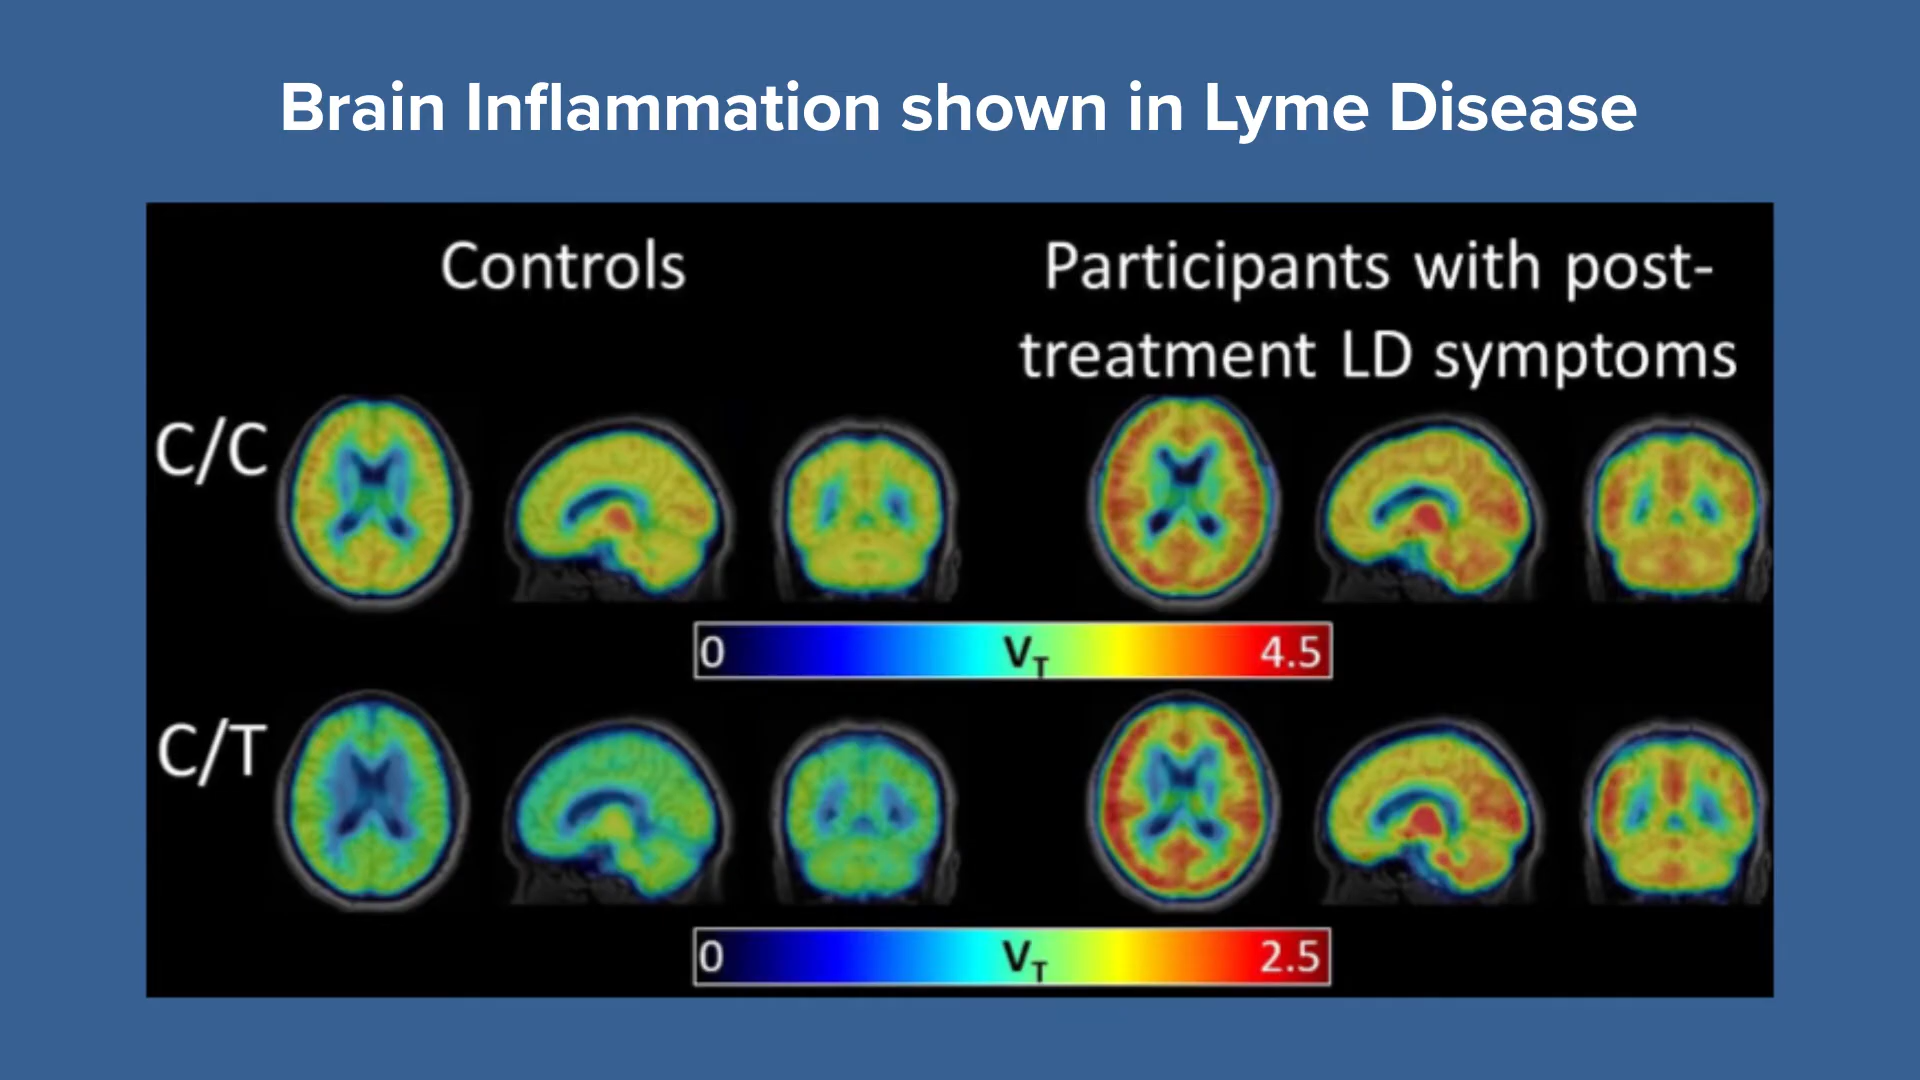 Brain Inflammation shown in Lyme Disease
Controls
Participants with post-
treatment LD symptoms
C/C
0 VT 4.5
C/T
0 VT 2.5